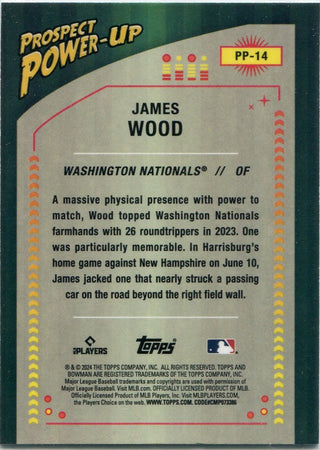 PROSPECT
POWER-UP
PP-14
JAMES
WOOD
WASHINGTON NATIONALS® // OF
A massive physical presence with power to
match, Wood topped Washington Nationals
farmhands with 26 roundtrippers in 2023. One
was particularly memorable. In Harrisburg's
home game against New Hampshire on June 10,
James jacked one that nearly struck a passing
car on the road beyond the right field wall.
PLAYERS
topps®
® & © 2024 THE TOPPS COMPANY, INC. ALL RIGHTS RESERVED. TOPPS AND
BOWMAN ARE REGISTERED TRADEMARKS OF THE TOPPS COMPANY, INC.
Major League Baseball trademarks and copyrights are used with permission of
Major League Baseball. Visit MLB.com. OFFICIALLY LICENSED PRODUCT OF MLB.
Officially Licensed Product of MLB Players, Inc. Visit MLBPLAYERS.com,
the Players Choice on the web. WWW.TOPPS.COM. CODE#CMP073386